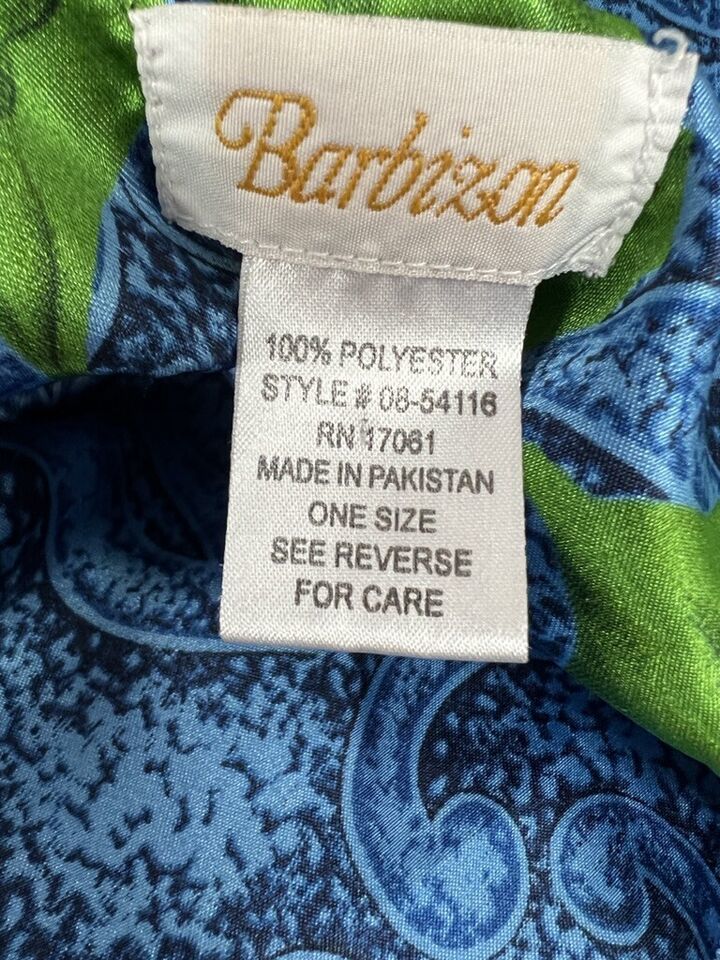 Barbizon
100% POLYESTER
STYLE # 08-54116
RN 17061
MADE IN PAKISTAN
ONE SIZE
SEE REVERSE
FOR CARE